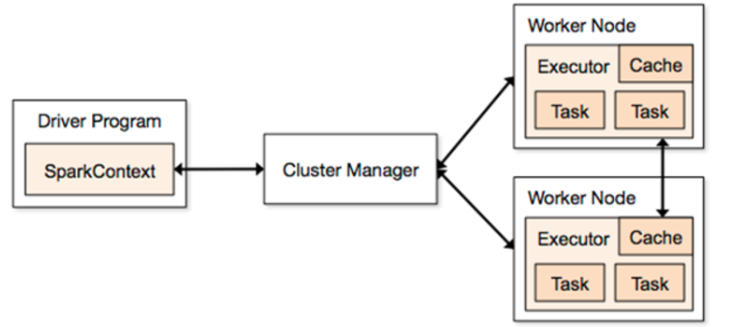 Driver Program
SparkContext
Cluster Manager
Worker Node
Executor
Cache
Task
Task
Worker Node
Executor
Cache
Task
Task